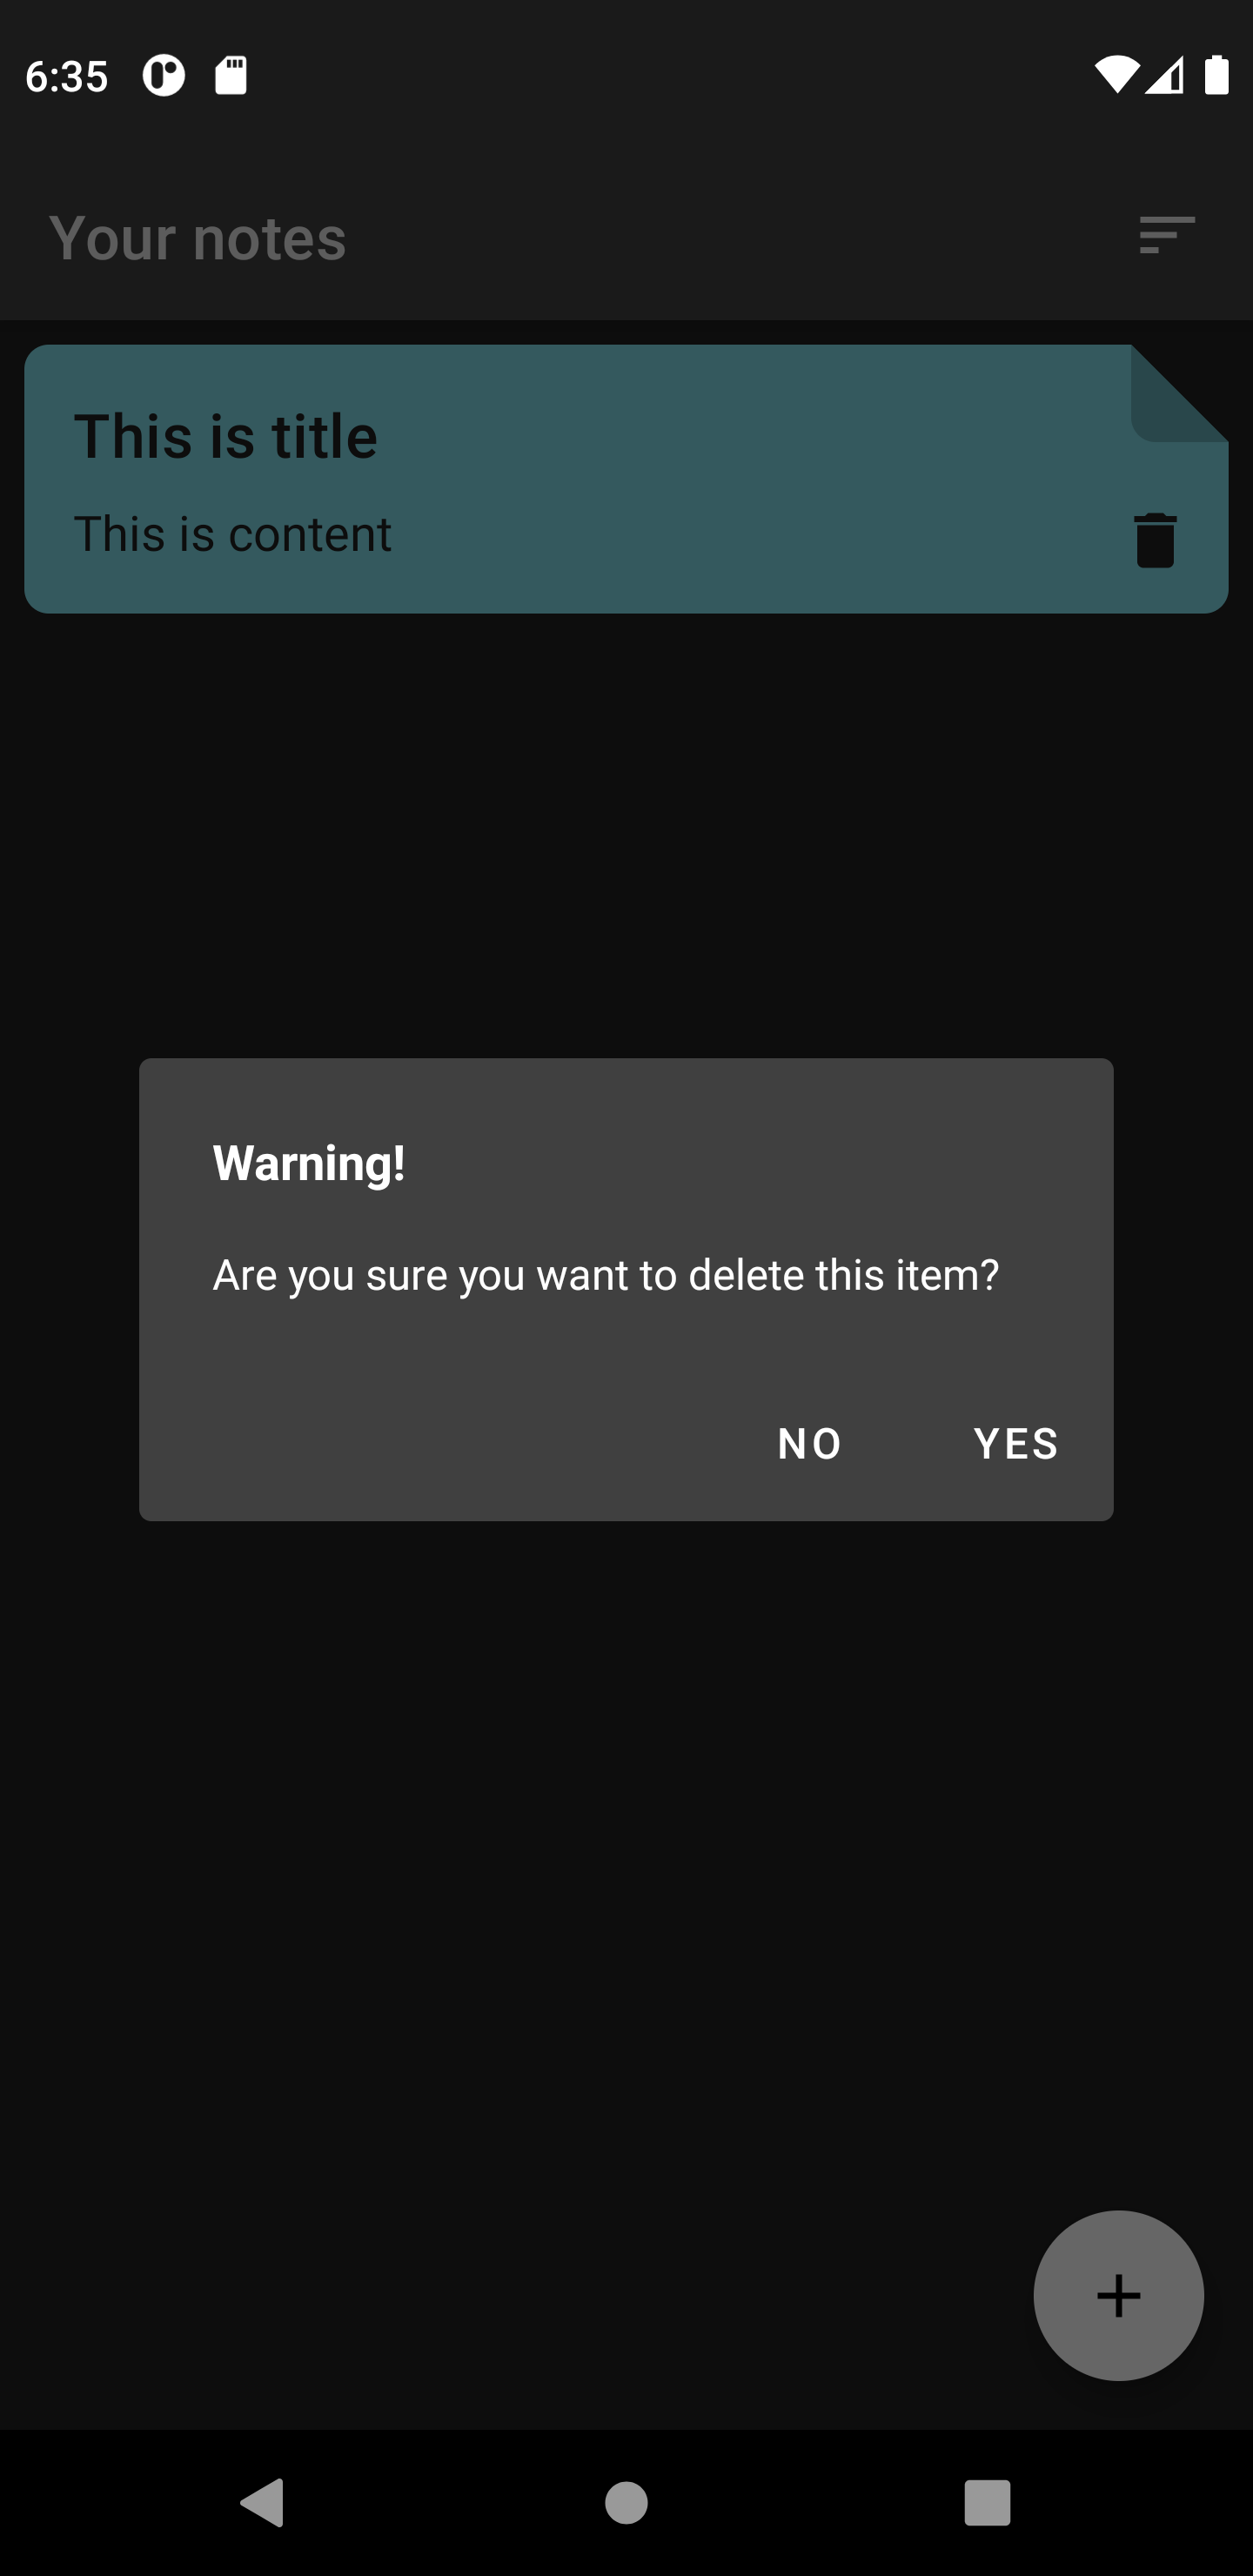 6:35
Your notes
This is title
This is content
Warning!
Are you sure you want to delete this item?
NO YES